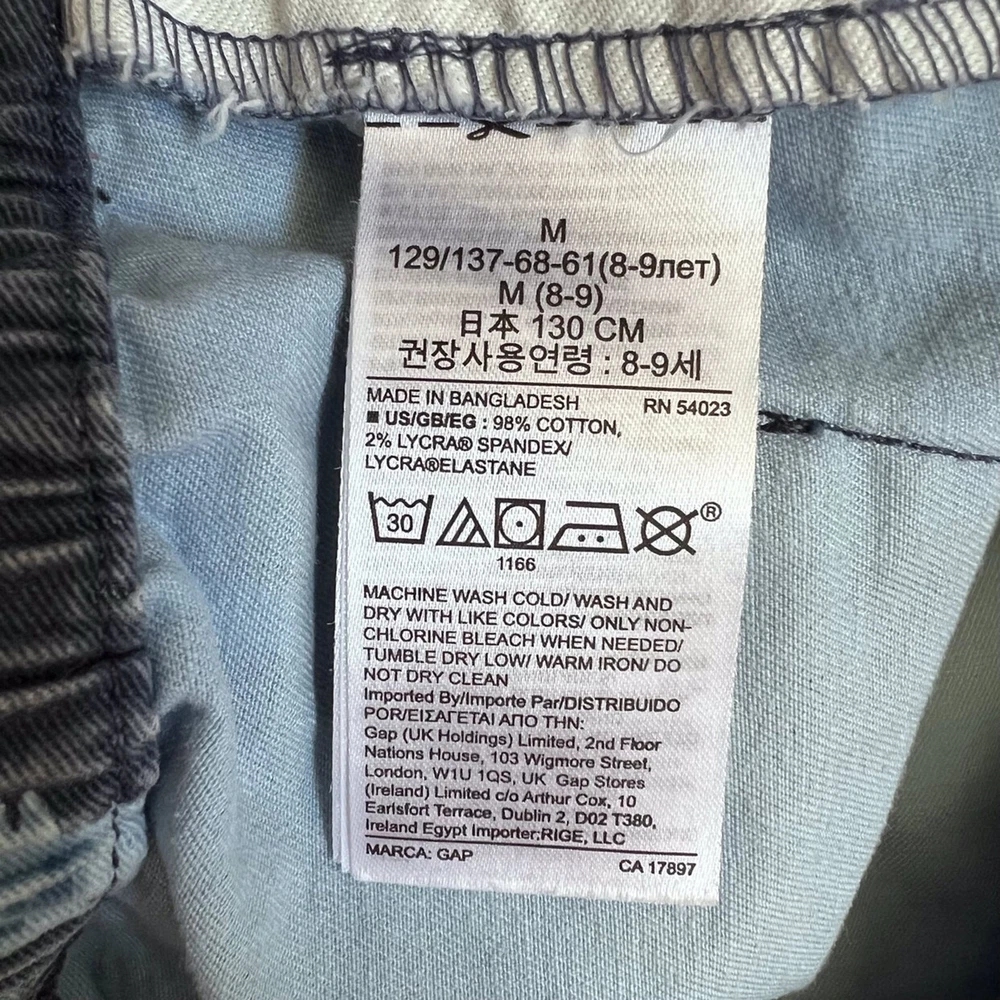 M
129/137-68-61(8-9лет)
M (8-9)
日本 130 CM
권장사용연령 : 8-9세
MADE IN BANGLADESH RN 54023
■ US/GB/EG : 98% COTTON,
2% LYCRA® SPANDEX/
LYCRA®ELASTANE
30
®
1166
MACHINE WASH COLD/ WASH AND
DRY WITH LIKE COLORS/ ONLY NON-
CHLORINE BLEACH WHEN NEEDED/
TUMBLE DRY LOW/ WARM IRON/ DO
NOT DRY CLEAN
Imported By/Importe Par/DISTRIBUIDO
POR/ΕΙΣΑΓΕΤΑΙ ΑΠΟ ΤΗΝ:
Gap (UK Holdings) Limited, 2nd Floor
Nations House, 103 Wigmore Street,
London, W1U 1QS, UK Gap Stores
(Ireland) Limited c/o Arthur Cox, 10
Earlsfort Terrace, Dublin 2, D02 T380,
Ireland Egypt Importer:RIGE, LLC
MARCA: GAP CA 17897